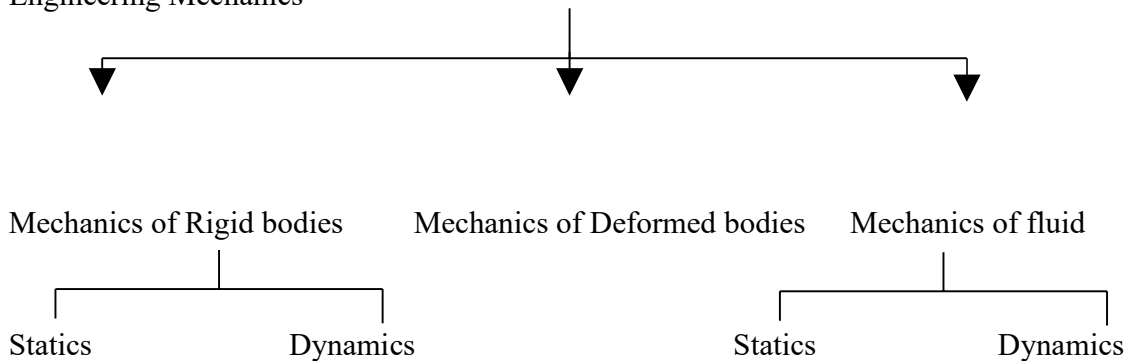 Engineering Mechanics
Mechanics of Rigid bodies Mechanics of Deformed bodies Mechanics of fluid
Statics Dynamics Statics Dynamics